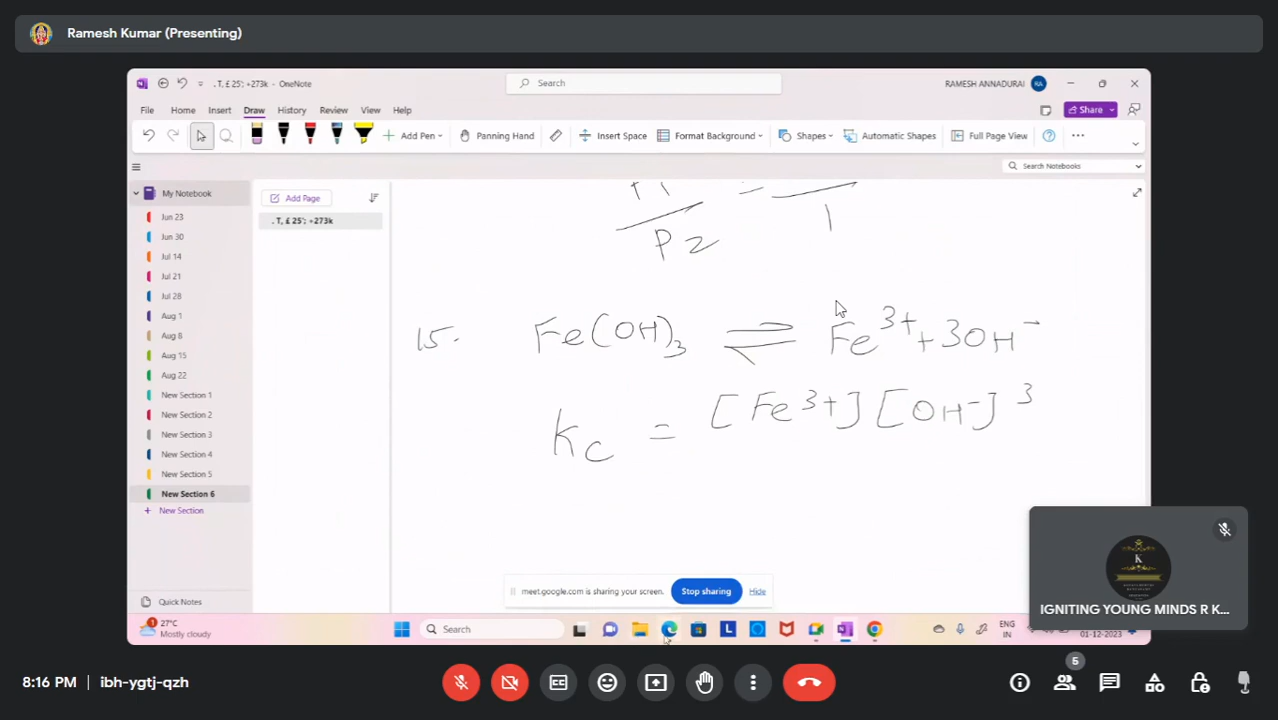 Ramesh Kumar (Presenting)
. T, £ 25'; +273k - OneNote
Search
RAMESH ANNADURAI RA
File Home Insert Draw History Review View Help
Share
Add Pen Panning Hand Insert Space Format Background Shapes Automatic Shapes Full Page View
Search Notebooks
My Notebook
Add Page
Jun 23
. T, £ 25'; +273k
Jun 30
Jul 14
Jul 21
Jul 28
Aug 1
Aug 8
Aug 15
Aug 22
New Section 1
New Section 2
New Section 3
New Section 4
New Section 5
New Section 6
New Section
Quick Notes
=
P2
1
15. Fe(OH)₃ ⇌ Fe³⁺+3OH⁻
Kc = [Fe³⁺][OH⁻]³
meet.google.com is sharing your screen. Stop sharing Hide
K
IGNITING YOUNG MINDS R K...
27°C
Mostly cloudy
Search
ENG
IN
01-12-2023
8:16 PM ibh-ygtj-qzh
5